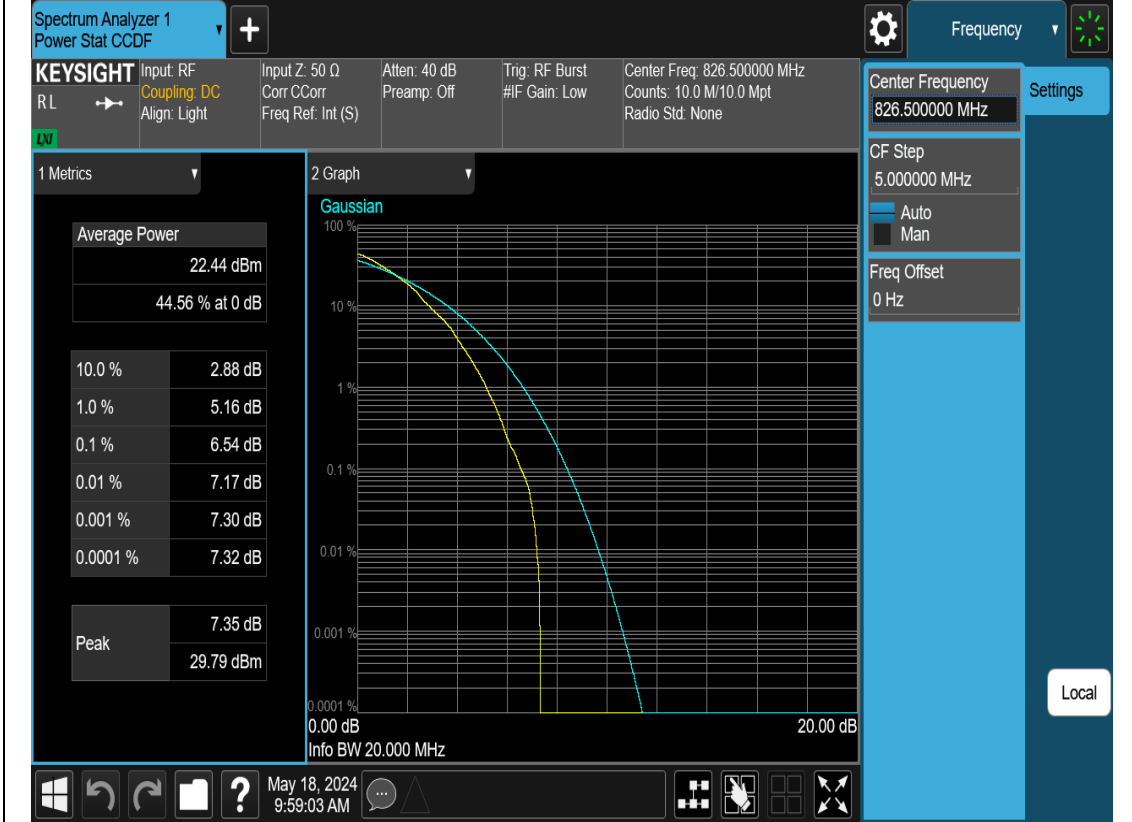 Spectrum Analyzer 1
Power Stat CCDF
Frequency
KEYSIGHT
RL
LXI
Input: RF
Coupling: DC
Align: Light
Input Z: 50 Ω
Corr CCorr
Freq Ref: Int (S)
Atten: 40 dB
Preamp: Off
Trig: RF Burst
#IF Gain: Low
Center Freq: 826.500000 MHz
Counts: 10.0 M/10.0 Mpt
Radio Std: None
Center Frequency
826.500000 MHz
Settings
CF Step
5.000000 MHz
Auto
Man
Freq Offset
0 Hz
Local
1 Metrics
Average Power
22.44 dBm
44.56 % at 0 dB
10.0 % 2.88 dB
1.0 % 5.16 dB
0.1 % 6.54 dB
0.01 % 7.17 dB
0.001 % 7.30 dB
0.0001 % 7.32 dB
Peak 7.35 dB
29.79 dBm
2 Graph
Gaussian
100 %
10 %
1 %
0.1 %
0.01 %
0.001 %
0.0001 %
0.00 dB 20.00 dB
Info BW 20.000 MHz
?
May 18, 2024
9:59:03 AM